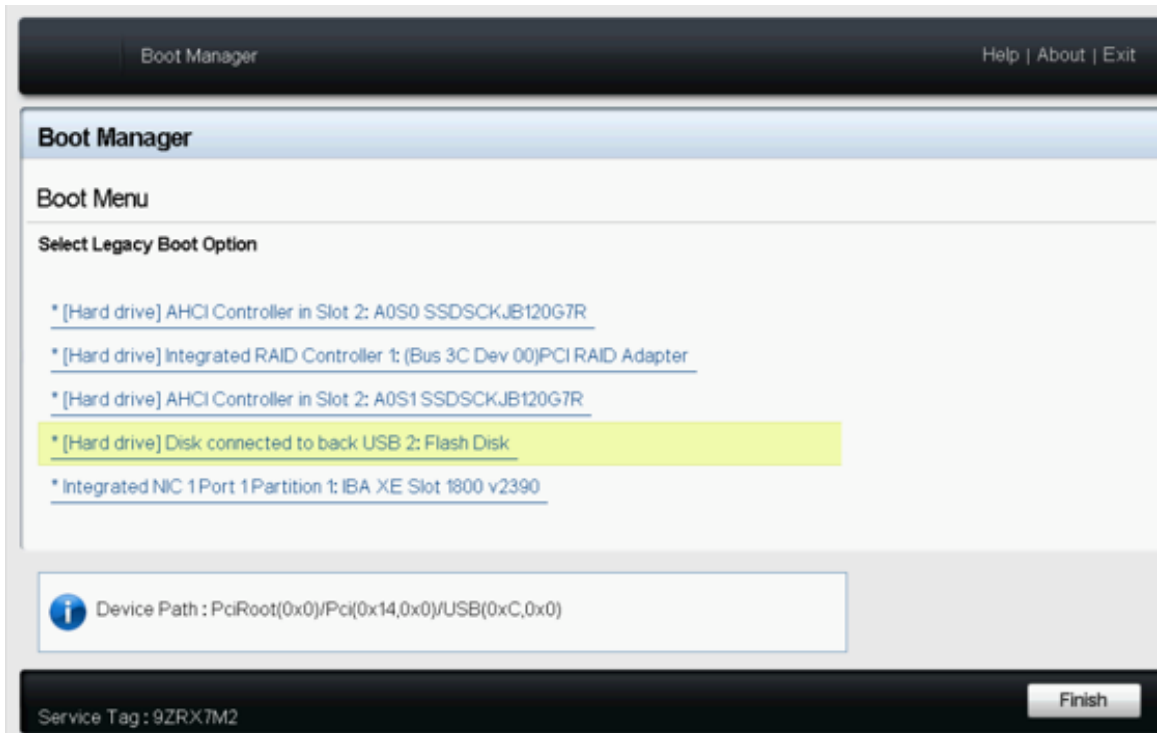 Boot Manager
Help | About | Exit
Boot Manager
Boot Menu
Select Legacy Boot Option
* [Hard drive] AHCI Controller in Slot 2: A0S0 SSDSCKJB120G7R
* [Hard drive] Integrated RAID Controller 1: (Bus 3C Dev 00)PCI RAID Adapter
* [Hard drive] AHCI Controller in Slot 2: A0S1 SSDSCKJB120G7R
* [Hard drive] Disk connected to back USB 2: Flash Disk
* Integrated NIC 1 Port 1 Partition 1: IBA XE Slot 1800 v2390
Device Path : PciRoot(0x0)/Pci(0x14,0x0)/USB(0xC,0x0)
Finish
Service Tag : 9ZRX7M2